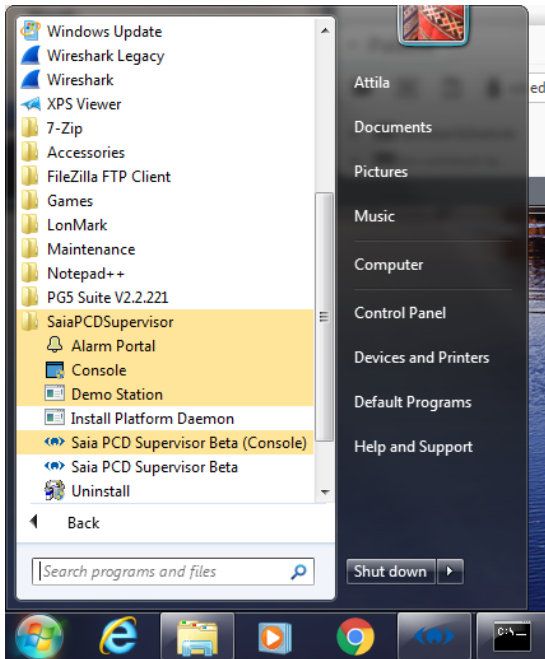 Windows Update
Wireshark Legacy
Wireshark
XPS Viewer
7-Zip
Accessories
FileZilla FTP Client
Games
LonMark
Maintenance
Notepad++
PG5 Suite V2.2.221
SaiaPCDSupervisor
Alarm Portal
Console
Demo Station
Install Platform Daemon
Saia PCD Supervisor Beta (Console)
Saia PCD Supervisor Beta
Uninstall
Back
Search programs and files
Attila
Documents
Pictures
Music
Computer
Control Panel
Devices and Printers
Default Programs
Help and Support
Shut down
ed
C:\